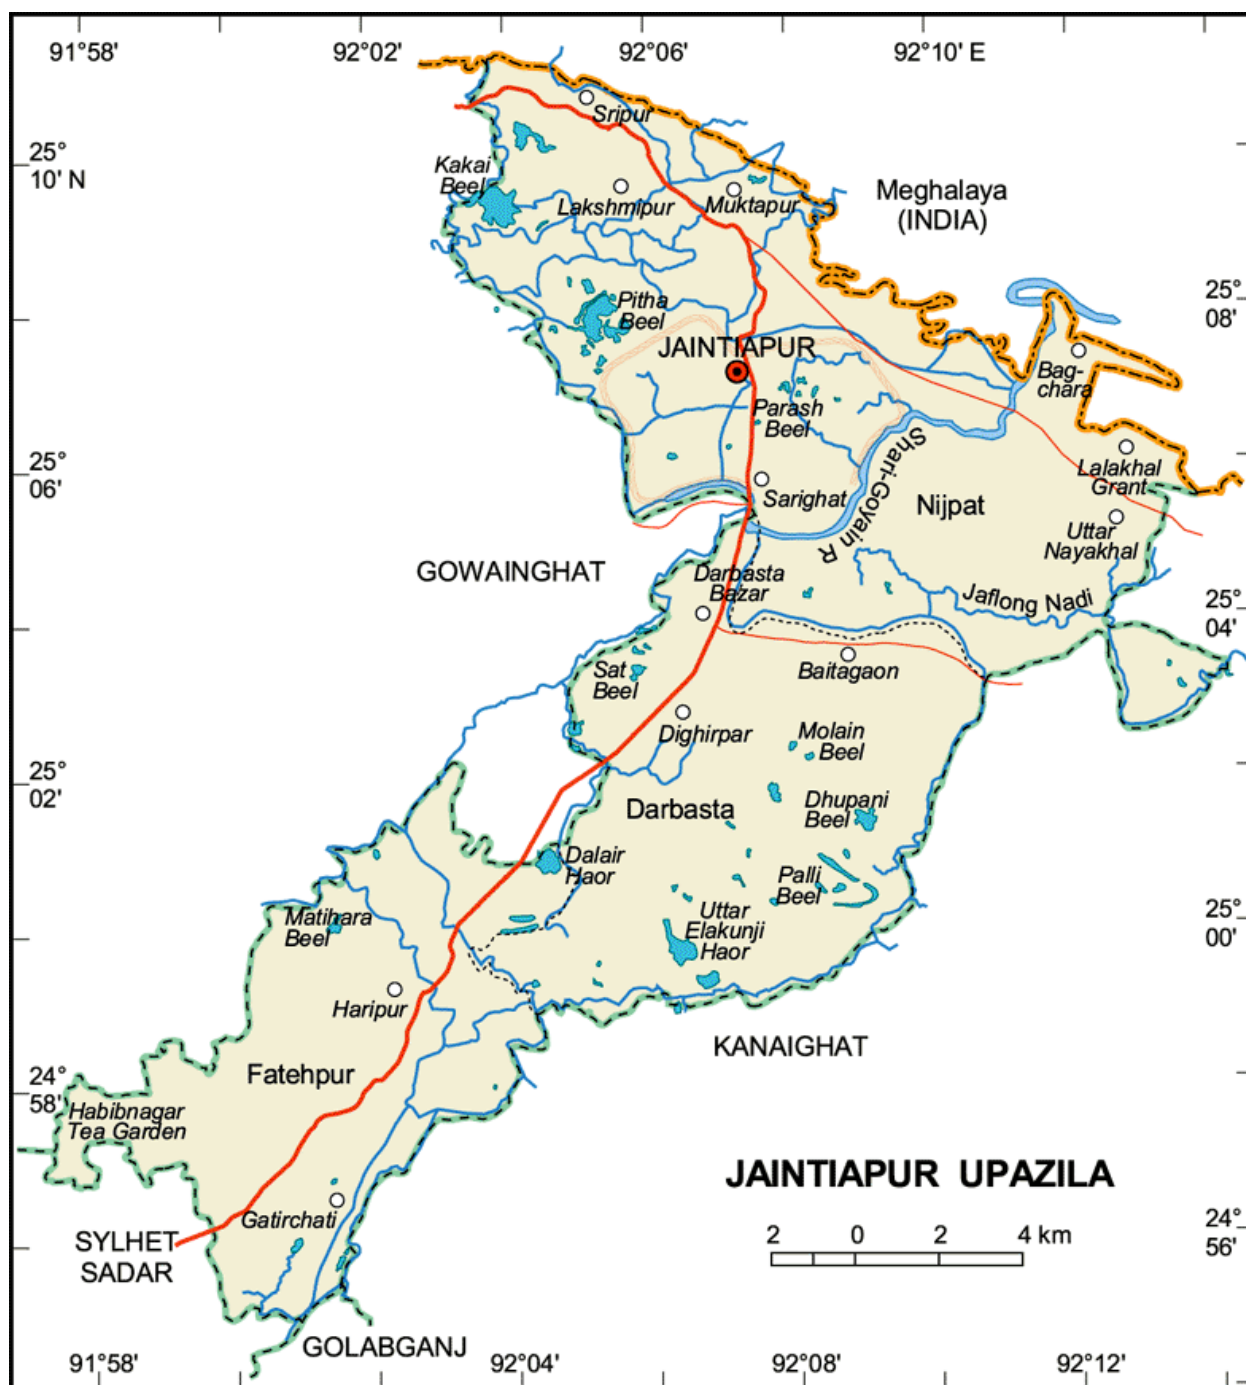 91°58'
92°02'
92°06'
92°10' E
Sripur
25°
10' N
Kakai
Beel
Lakshmipur
Muktapur
Meghalaya
(INDIA)
Pitha
Beel
25°
08'
JAINTIAPUR
Bag-
chara
Parash
Beel
25°
06'
Shari-Goyain R
Lalakhal
Grant
Sarighat
Nijpat
Uttar
Nayakhal
GOWAINGHAT
Darbasta
Bazar
Jaflong Nadi
25°
04'
Sat
Beel
Baitagaon
Dighirpar
Molain
Beel
25°
02'
Darbasta
Dhupani
Beel
Dalair
Haor
Palli
Beel
Matihara
Beel
Uttar
Elakunji
Haor
25°
00'
Haripur
KANAIGHAT
Fatehpur
24°
58'
Habibnagar
Tea Garden
JAINTIAPUR UPAZILA
Gatirchati
24°
56'
SYLHET
SADAR
2 0 2 4 km
GOLABGANJ
91°58'
92°04'
92°08'
92°12'